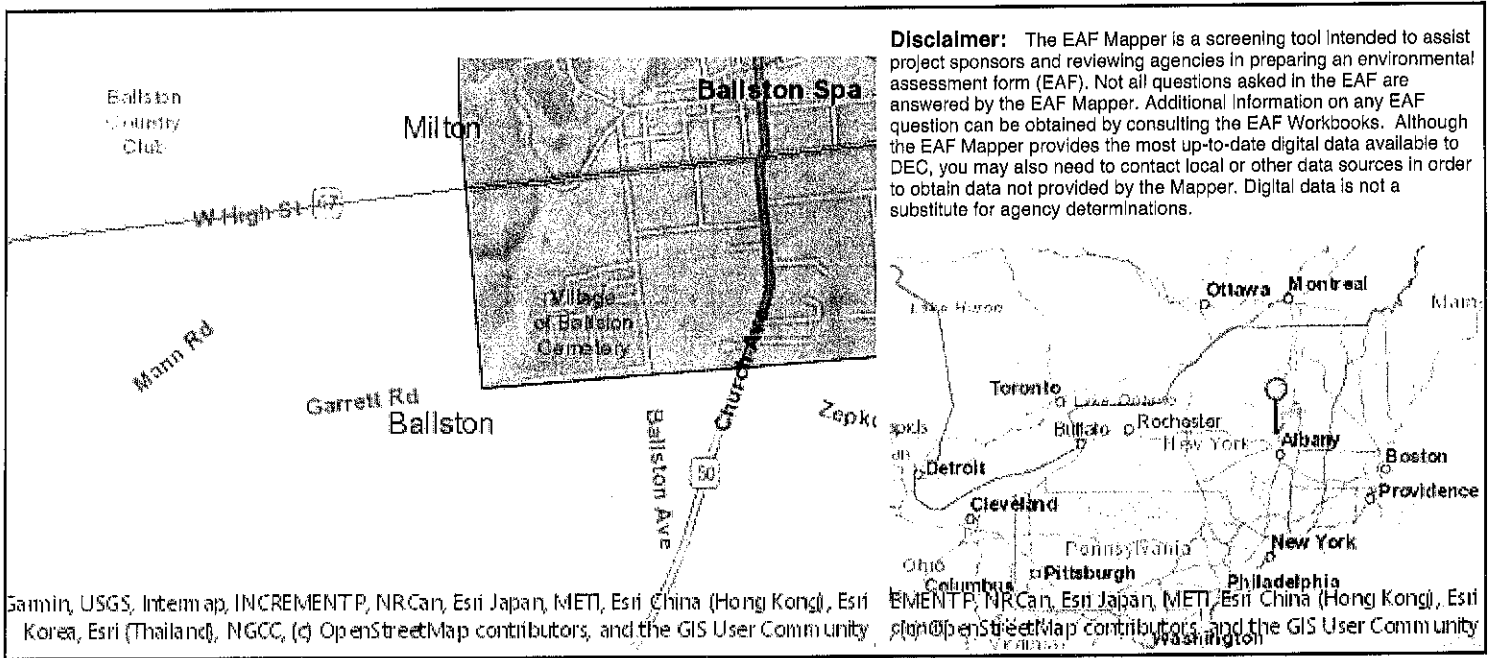 Ballston
Country
Club
Milton
Ballston Spa
W High St 67
Village
of Ballston
Cemetery
Mann Rd
Garrett Rd
Ballston
Ballston Ave
Church Ave
50
Garmin, USGS, Intermap, INCREMENT P, NRCan, Esri Japan, METI, Esri China (Hong Kong), Esri
Korea, Esri (Thailand), NGCC, (c) OpenStreetMap contributors, and the GIS User Community
Disclaimer: The EAF Mapper is a screening tool intended to assist
project sponsors and reviewing agencies in preparing an environmental
assessment form (EAF). Not all questions asked in the EAF are
answered by the EAF Mapper. Additional information on any EAF
question can be obtained by consulting the EAF Workbooks. Although
the EAF Mapper provides the most up-to-date digital data available to
DEC, you may also need to contact local or other data sources in order
to obtain data not provided by the Mapper. Digital data is not a
substitute for agency determinations.
Ottawa
Montreal
Lake Huron
Toronto
Lake Ontario
Buffalo
Rochester
New York
Albany
Detroit
Boston
Providence
Cleveland
Pennsylvania
New York
Ohio
Columbus
Pittsburgh
Philadelphia
EMENT P, NRCan, Esri Japan, METI, Esri China (Hong Kong), Esri
OpenStreetMap contributors, and the GIS User Community
Washington